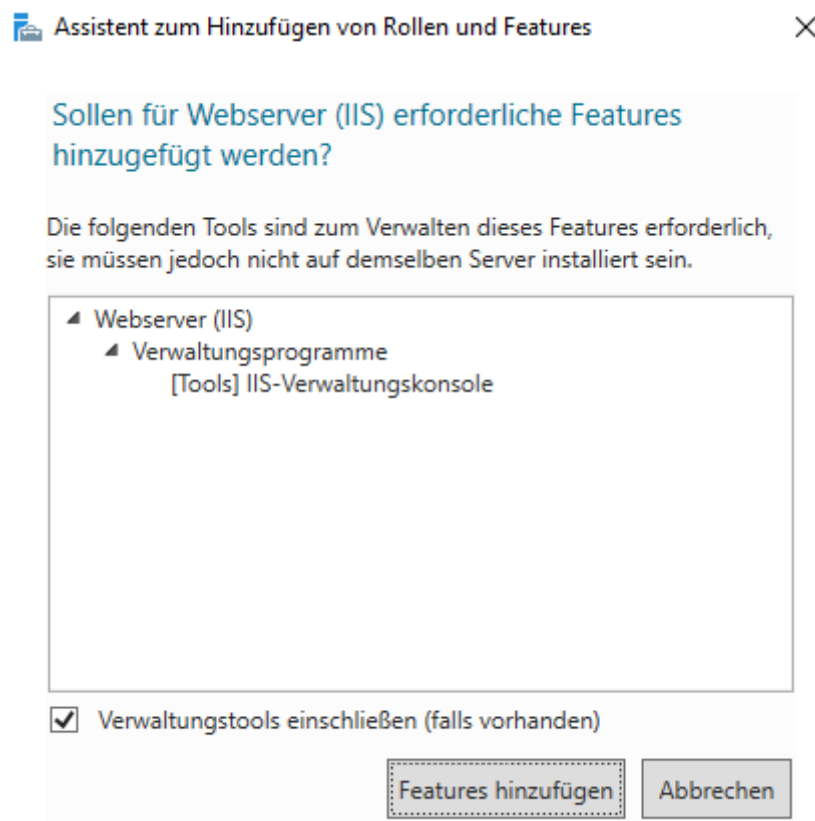 Assistent zum Hinzufügen von Rollen und Features
Sollen für Webserver (IIS) erforderliche Features
hinzugefügt werden?
Die folgenden Tools sind zum Verwalten dieses Features erforderlich,
sie müssen jedoch nicht auf demselben Server installiert sein.
Webserver (IIS)
Verwaltungsprogramme
[Tools] IIS-Verwaltungskonsole
Verwaltungstools einschließen (falls vorhanden)
Features hinzufügen Abbrechen